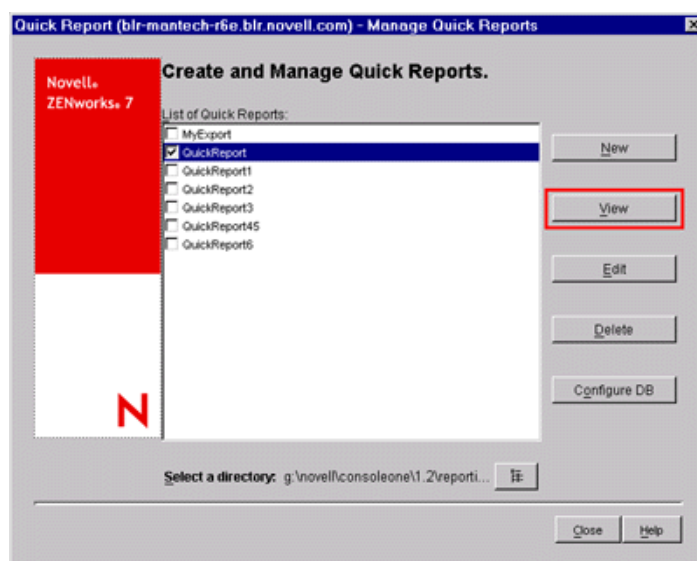 Quick Report (blr-mantech-r6e.blr.novell.com) - Manage Quick Reports
Novell®
ZENworks® 7
Create and Manage Quick Reports.
List of Quick Reports:
MyExport
QuickReport
QuickReport1
QuickReport2
QuickReport3
QuickReport45
QuickReport6
New
View
Edit
Delete
Configure DB
N
Select a directory: g:\novell\consoleone\1.2\reporti...
Close
Help